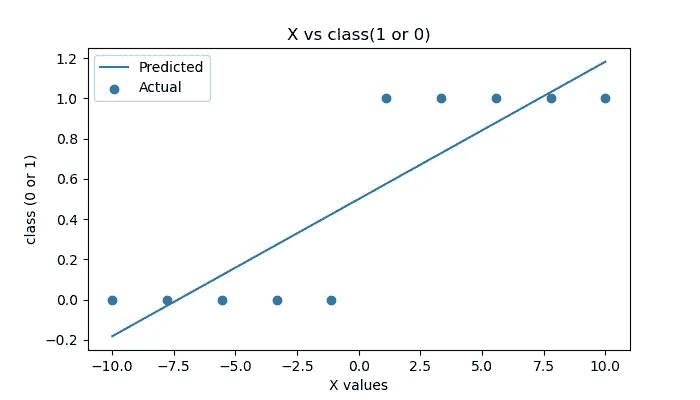 X vs class(1 or 0)
Predicted
Actual
class (0 or 1)
1.2
1.0
0.8
0.6
0.4
0.2
0.0
−0.2
−10.0 −7.5 −5.0 −2.5 0.0 2.5 5.0 7.5 10.0
X values